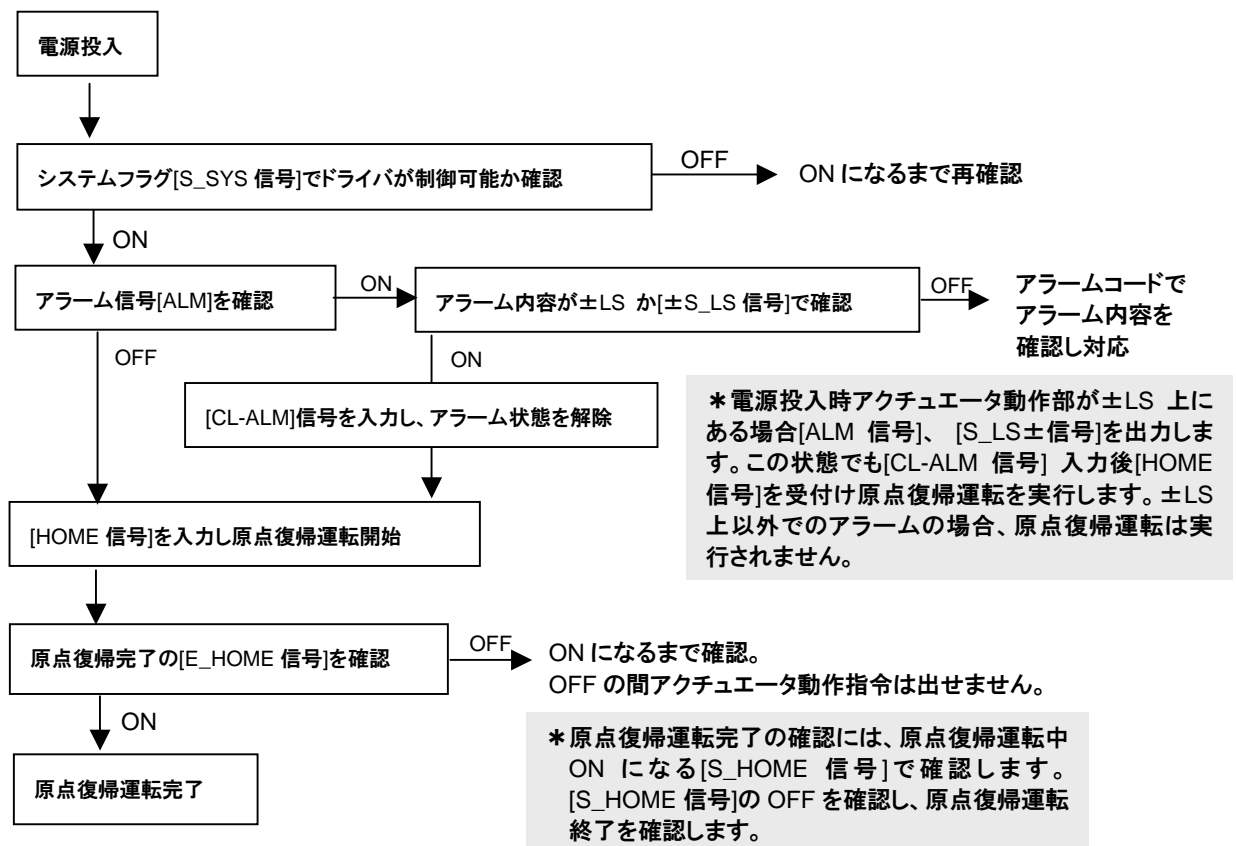 電源投入
システムフラグ[S_SYS 信号]でドライバが制御可能か確認
OFF
ON になるまで再確認
ON
アラーム信号[ALM]を確認
ON
アラーム内容が±LS か[±S_LS 信号]で確認
OFF
アラームコードで
アラーム内容を
確認し対応
OFF
ON
[CL-ALM]信号を入力し、アラーム状態を解除
＊電源投入時アクチュエータ動作部が±LS 上に
ある場合[ALM 信号]、 [S_LS±信号]を出力しま
す。この状態でも[CL-ALM 信号] 入力後[HOME
信号]を受付け原点復帰運転を実行します。±LS
上以外でのアラームの場合、原点復帰運転は実
行されません。
[HOME 信号]を入力し原点復帰運転開始
原点復帰完了の[E_HOME 信号]を確認
OFF
ON になるまで確認。
OFF の間アクチュエータ動作指令は出せません。
ON
原点復帰運転完了
＊原点復帰運転完了の確認には、原点復帰運転中
ON になる[S_HOME 信号]で確認します。
[S_HOME 信号]の OFF を確認し、原点復帰運転
終了を確認します。